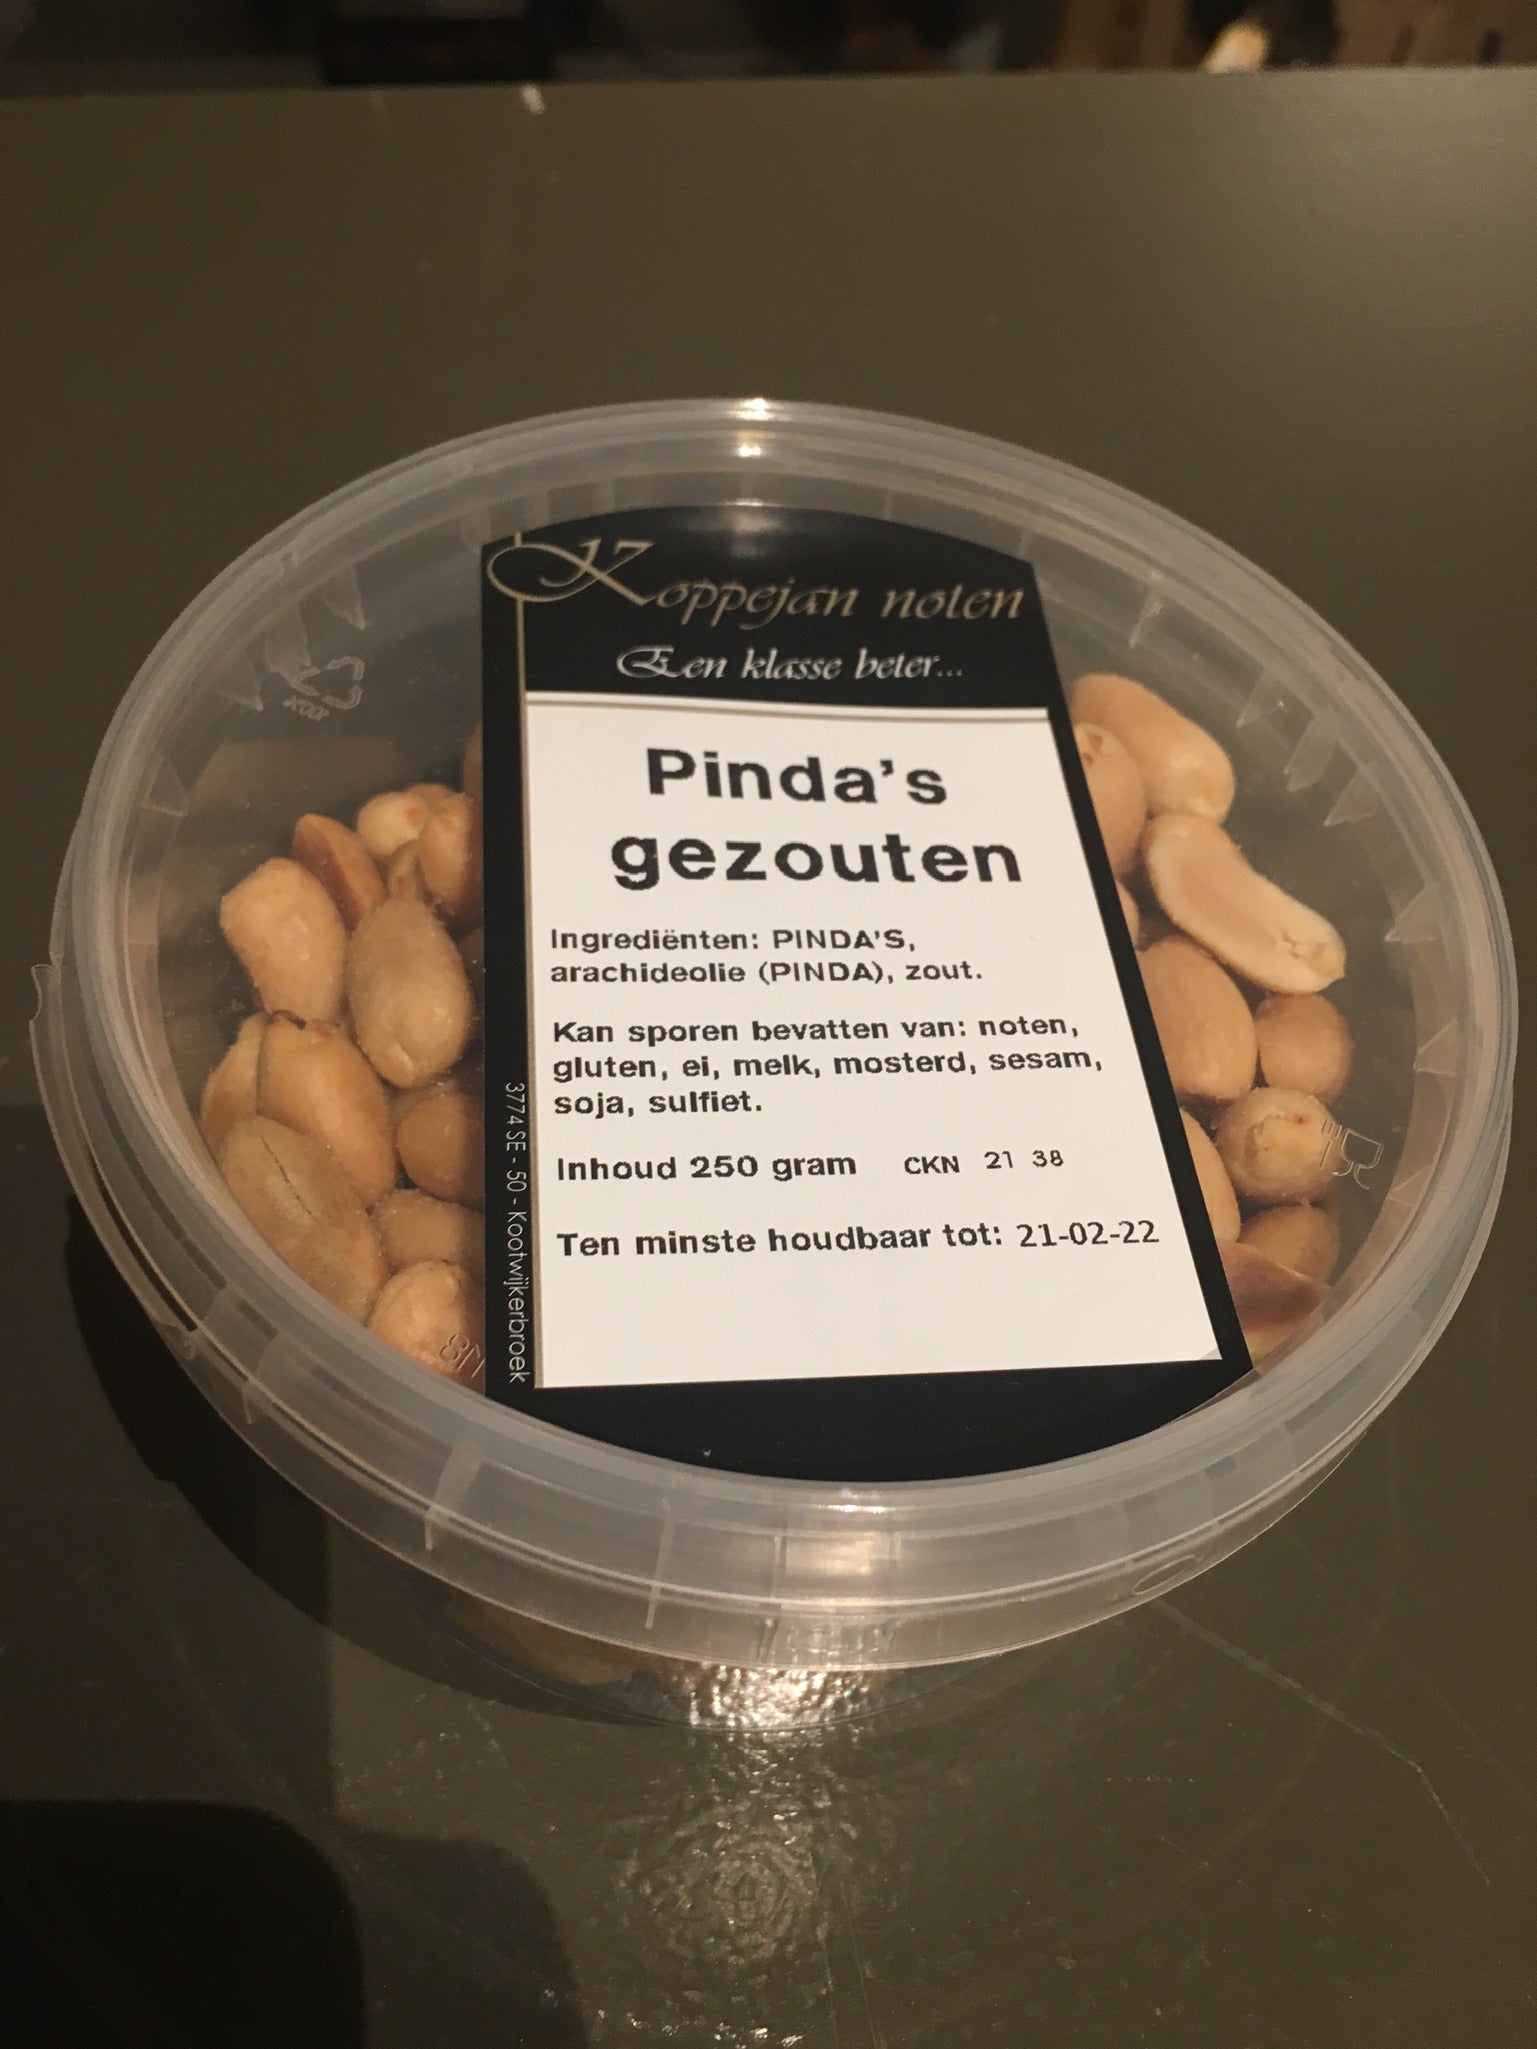 Koppejan noten
Een klasse beter...
Pinda's
gezouten
Ingrediënten: PINDA'S,
arachideolie (PINDA), zout.
Kan sporen bevatten van: noten,
gluten, ei, melk, mosterd, sesam,
soja, sulfiet.
Inhoud 250 gram CKN 21 38
Ten minste houdbaar tot: 21-02-22
3774 SE - 50 - Kootwijkerbroek